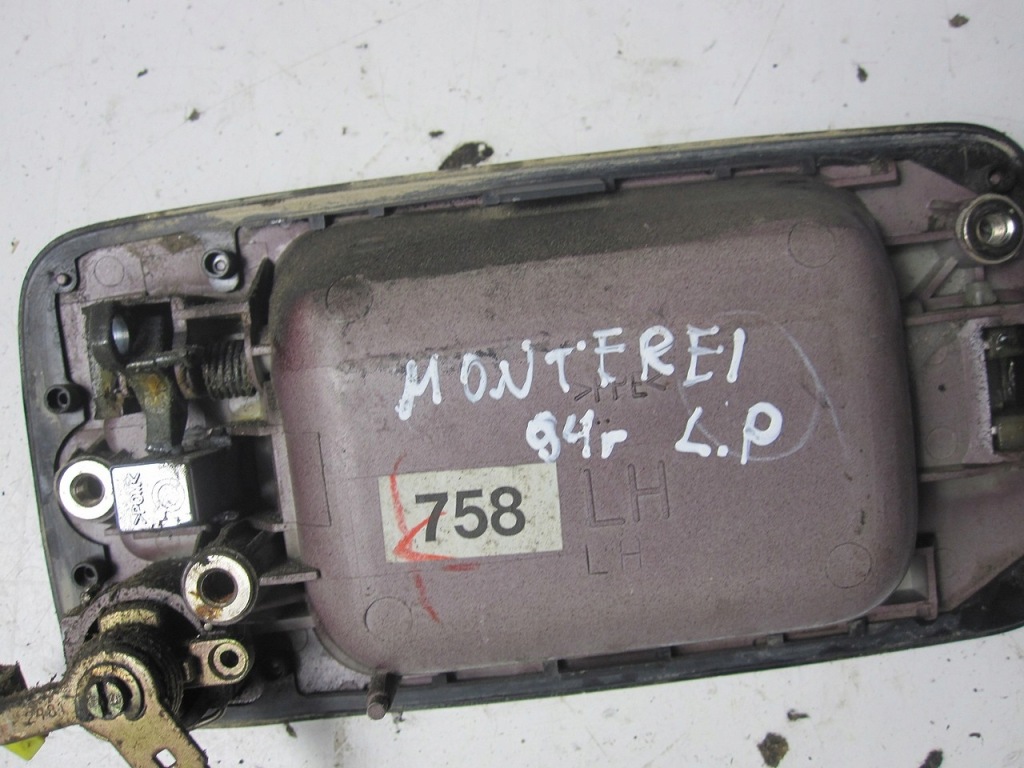 MONTEREI
94r L.P
758
LH
LH